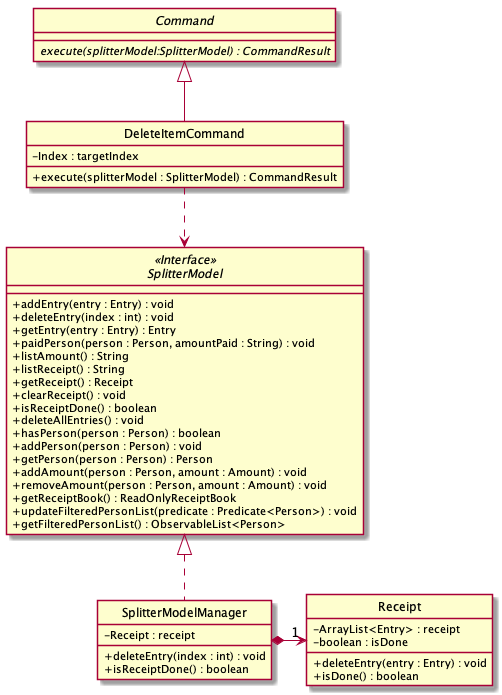 Command
execute(splitterModel:SplitterModel) : CommandResult
DeleteItemCommand
-Index : targetIndex
+execute(splitterModel : SplitterModel) : CommandResult
«Interface»
SplitterModel
+addEntry(entry : Entry) : void
+deleteEntry(index : int) : void
+getEntry(entry : Entry) : Entry
+paidPerson(person : Person, amountPaid : String) : void
+listAmount() : String
+listReceipt() : String
+getReceipt() : Receipt
+clearReceipt() : void
+isReceiptDone() : boolean
+deleteAllEntries() : void
+hasPerson(person : Person) : boolean
+addPerson(person : Person) : void
+getPerson(person : Person) : Person
+addAmount(person : Person, amount : Amount) : void
+removeAmount(person : Person, amount : Amount) : void
+getReceiptBook() : ReadOnlyReceiptBook
+updateFilteredPersonList(predicate : Predicate<Person>) : void
+getFilteredPersonList() : ObservableList<Person>
SplitterModelManager
-Receipt : receipt
+deleteEntry(index : int) : void
+isReceiptDone() : boolean
1
Receipt
-ArrayList<Entry> : receipt
-boolean : isDone
+deleteEntry(entry : Entry) : void
+isDone() : boolean